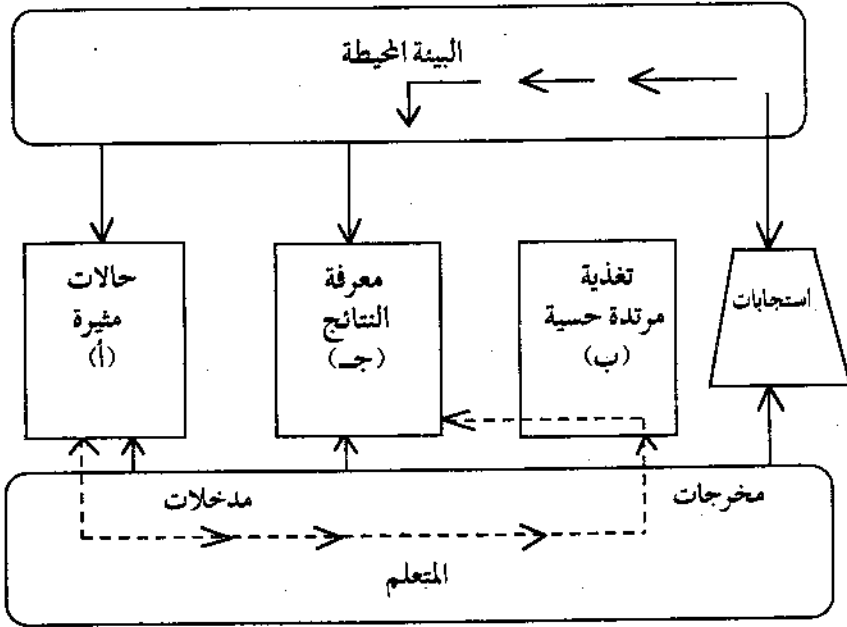 البيئة المحيطة
حالات
مثيرة
(أ)
معرفة
النتائج
(جـ)
تغذية
مرتدة حسية
(ب)
استجابات
مدخلات
مخرجات
المتعلم